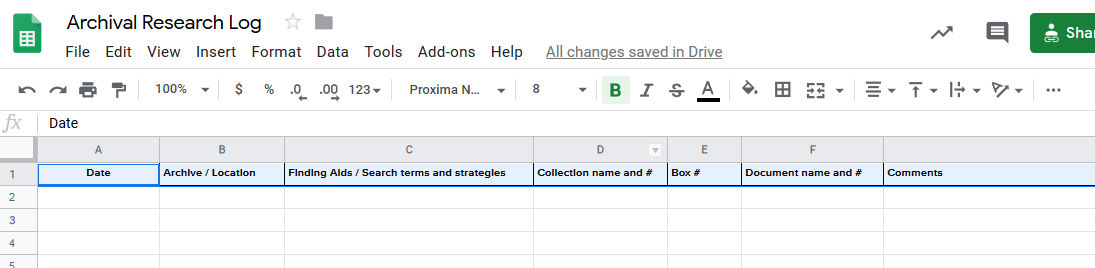 Archival Research Log
File Edit View Insert Format Data Tools Add-ons Help All changes saved in Drive
Shar
100% $ % .0 .00 123 Proxima N... 8 B I S A ...
fx Date
A B C D E F
1 Date Archive / Location Finding Aids / Search terms and strategies Collection name and # Box # Document name and # Comments
2
3
4
5